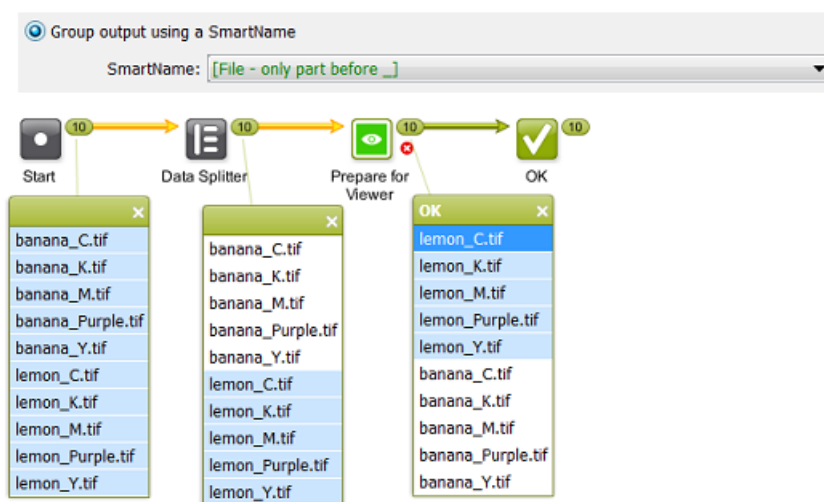 Group output using a SmartName
SmartName: [File - only part before _]
10
10
10
10
Start
Data Splitter
Prepare for
Viewer
OK
banana_C.tif
banana_K.tif
banana_M.tif
banana_Purple.tif
banana_Y.tif
lemon_C.tif
lemon_K.tif
lemon_M.tif
lemon_Purple.tif
lemon_Y.tif
banana_C.tif
banana_K.tif
banana_M.tif
banana_Purple.tif
banana_Y.tif
lemon_C.tif
lemon_K.tif
lemon_M.tif
lemon_Purple.tif
lemon_Y.tif
OK
lemon_C.tif
lemon_K.tif
lemon_M.tif
lemon_Purple.tif
lemon_Y.tif
banana_C.tif
banana_K.tif
banana_M.tif
banana_Purple.tif
banana_Y.tif